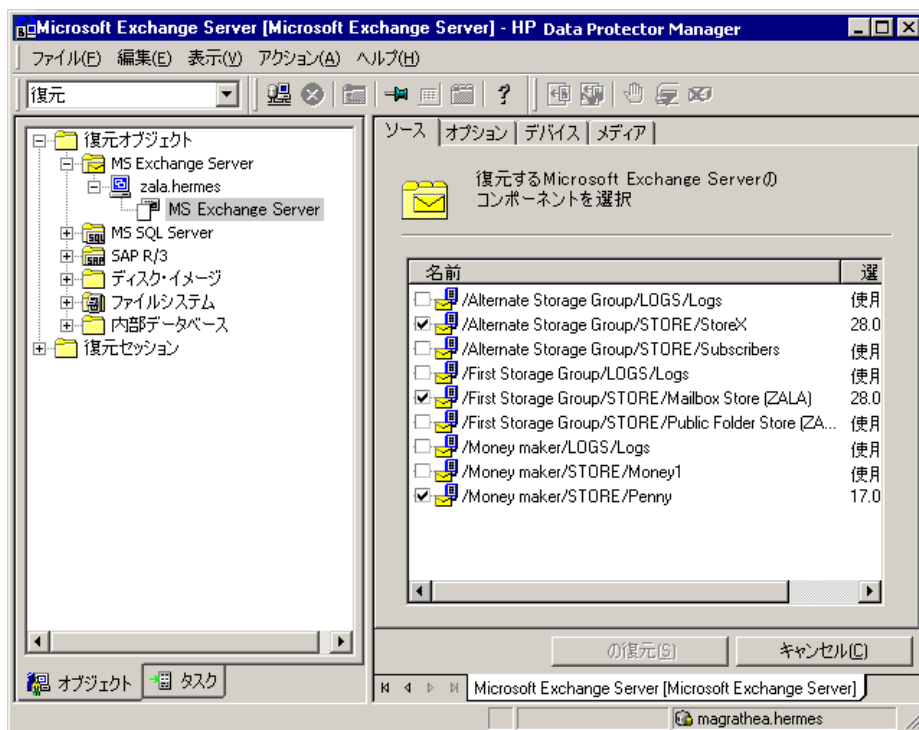 Microsoft Exchange Server [Microsoft Exchange Server] - HP Data Protector Manager
ファイル(F) 編集(E) 表示(V) アクション(A) ヘルプ(H)
復元
復元オブジェクト
MS Exchange Server
zala.hermes
MS Exchange Server
MS SQL Server
SAP R/3
ディスク・イメージ
ファイルシステム
内部データベース
復元セッション
オブジェクト タスク
ソース オプション デバイス メディア
復元するMicrosoft Exchange Serverの
コンポーネントを選択
名前 選
/Alternate Storage Group/LOGS/Logs 使用
/Alternate Storage Group/STORE/StoreX 28.0
/Alternate Storage Group/STORE/Subscribers 使用
/First Storage Group/LOGS/Logs 使用
/First Storage Group/STORE/Mailbox Store (ZALA) 28.0
/First Storage Group/STORE/Public Folder Store (ZA... 使用
/Money maker/LOGS/Logs 使用
/Money maker/STORE/Money1 使用
/Money maker/STORE/Penny 17.0
の復元(S) キャンセル(C)
Microsoft Exchange Server [Microsoft Exchange Server]
magrathea.hermes